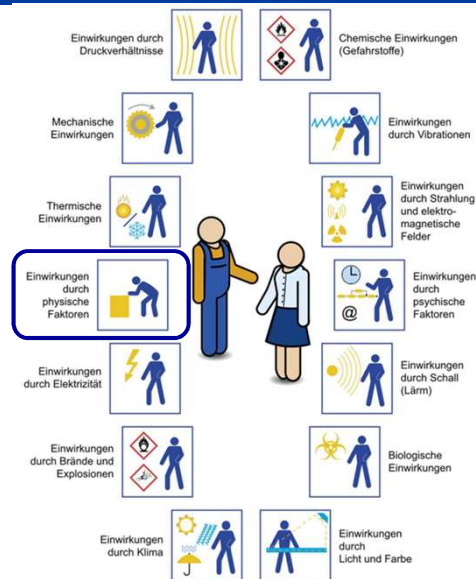 Einwirkungen durch
Druckverhältnisse
Chemische Einwirkungen
(Gefahrstoffe)
Mechanische
Einwirkungen
Einwirkungen
durch Vibrationen
Thermische
Einwirkungen
Einwirkungen
durch Strahlung
und elektro-
magnetische
Felder
Einwirkungen
durch
physische
Faktoren
@
Einwirkungen
durch
psychische
Faktoren
Einwirkungen
durch Elektrizität
Einwirkungen
durch Schall
(Lärm)
Einwirkungen
durch Brände und
Explosionen
Biologische
Einwirkungen
Einwirkungen
durch Klima
Einwirkungen
durch
Licht und Farbe